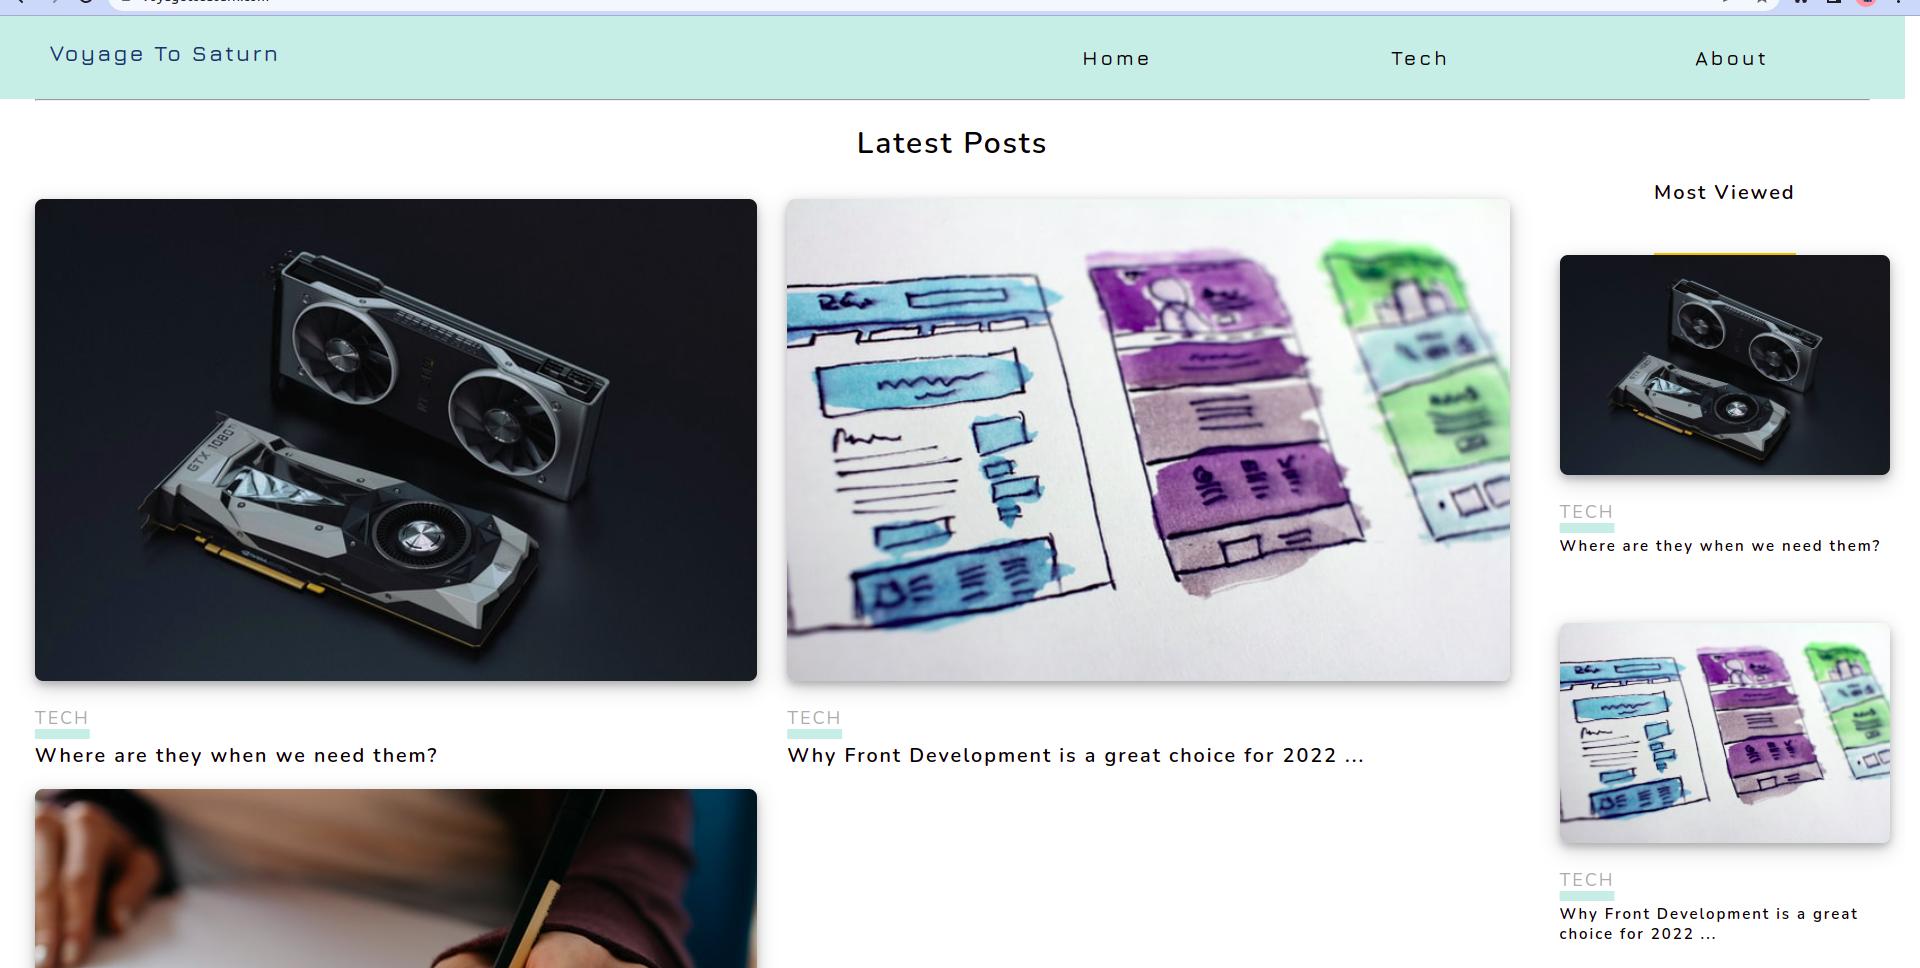 Voyage To Saturn
Home
Tech
About
Latest Posts
Most Viewed
GTX 1080
TECH
Where are they when we need them?
TECH
Why Front Development is a great choice for 2022 ...
TECH
Where are they when we need them?
TECH
Why Front Development is a great
choice for 2022 ...